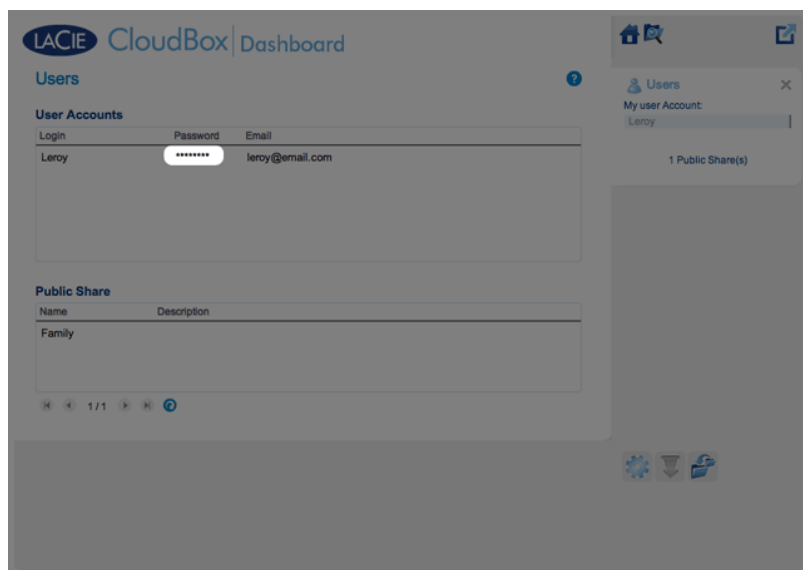 LACIE CloudBox Dashboard
Users
User Accounts
Login Password Email
Leroy ******** leroy@email.com
Public Share
Name Description
Family
1/1
Users
My user Account:
Leroy
1 Public Share(s)